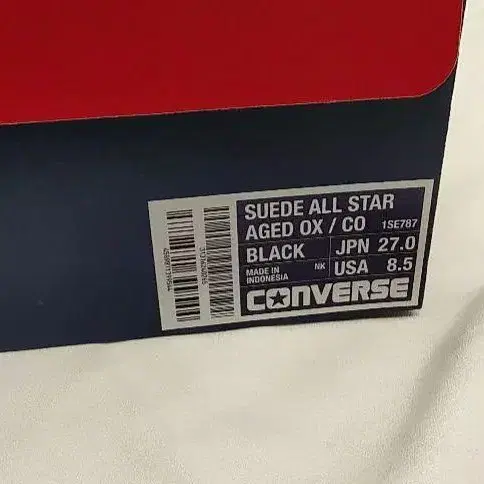 SUEDE ALL STAR
AGED OX / CO 1SE787
BLACK JPN 27.0
MADE IN INDONESIA NK USA 8.5
CONVERSE